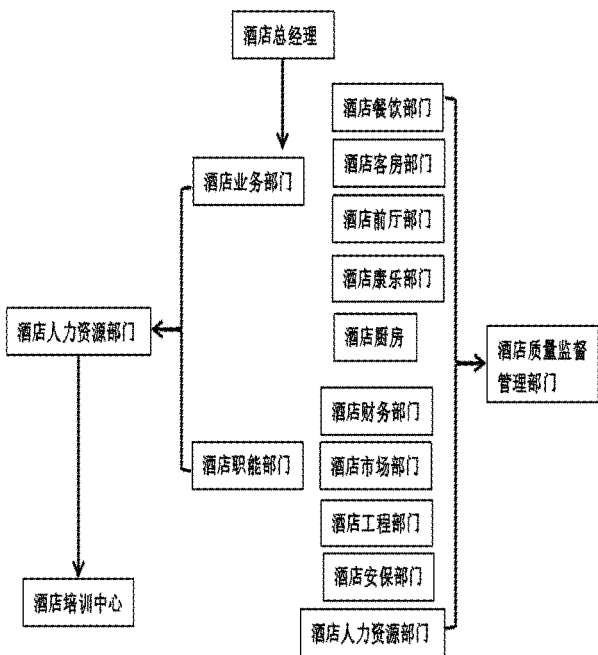 酒店总经理
酒店餐饮部门
酒店业务部门
酒店客房部门
酒店前厅部门
酒店康乐部门
酒店人力资源部门
酒店厨房
酒店质量监督
管理部门
酒店财务部门
酒店职能部门
酒店市场部门
酒店工程部门
酒店安保部门
酒店培训中心
酒店人力资源部门